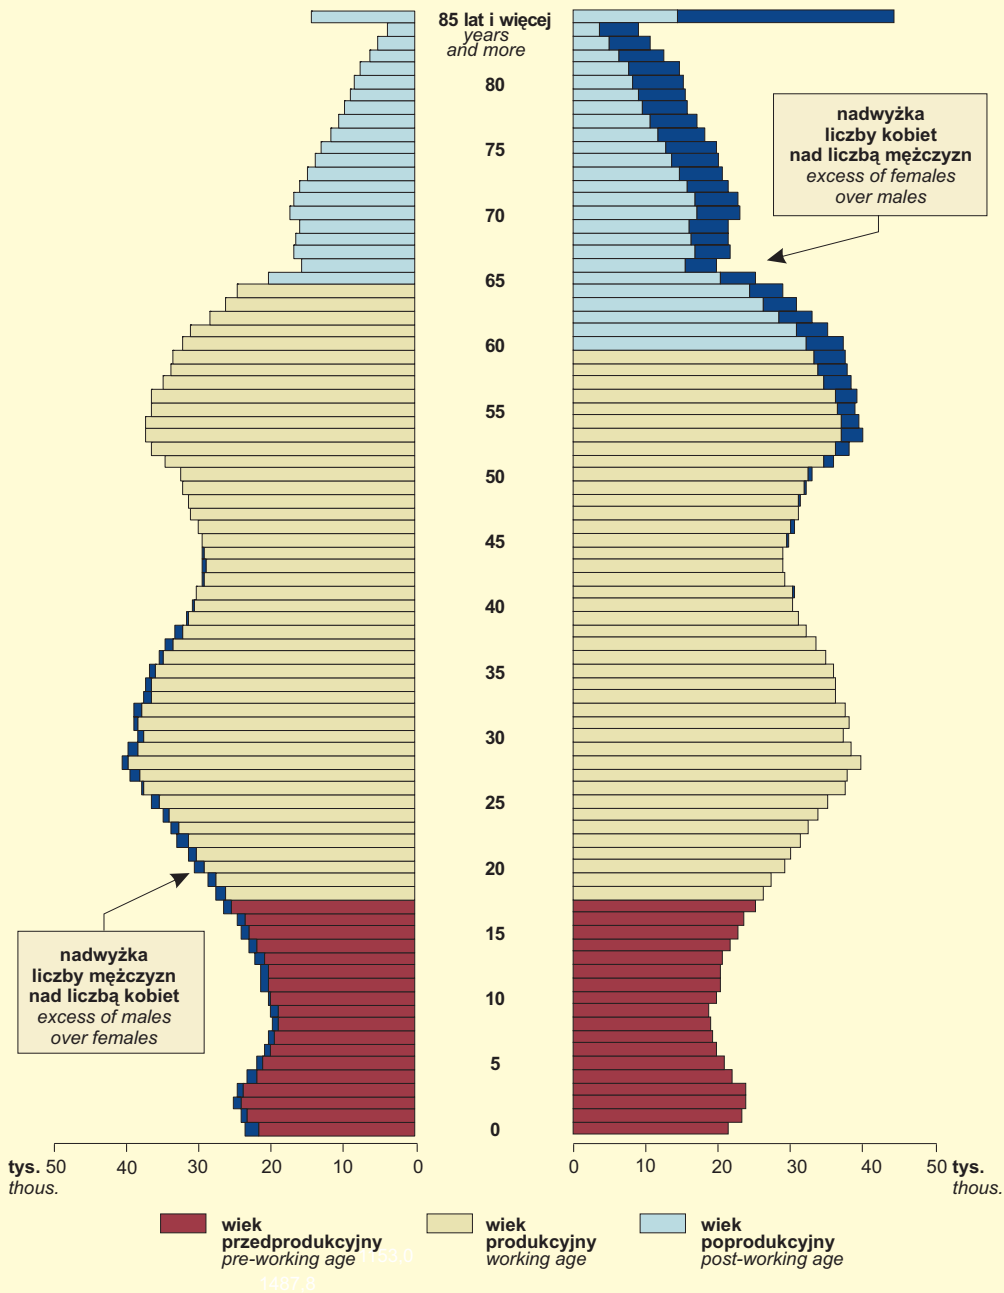 85 lat i więcej
years
and more
80
75
70
65
60
55
50
45
40
35
30
25
20
15
10
5
0
nadwyżka
liczby kobiet
nad liczbą mężczyzn
excess of females
over males
nadwyżka
liczby mężczyzn
nad liczbą kobiet
excess of males
over females
tys. 50 40 30 20 10 0
thous.
0 10 20 30 40 50 tys.
thous.
wiek
przedprodukcyjny
pre-working age
wiek
produkcyjny
working age
wiek
poprodukcyjny
post-working age
1487,8